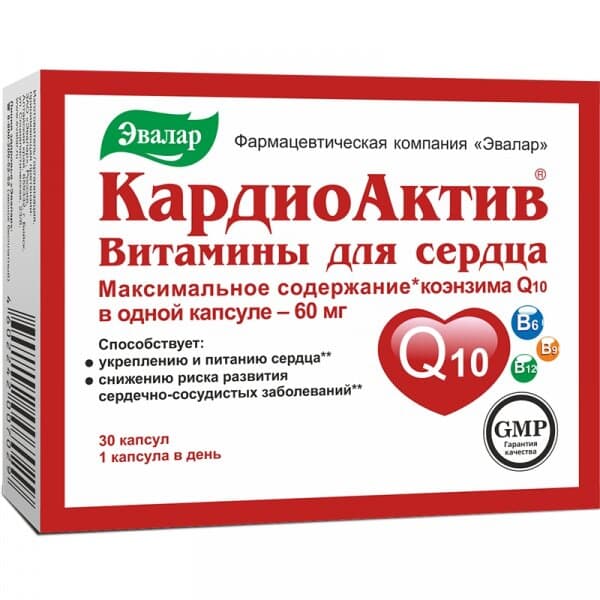 Эвалар
Фармацевтическая компания «Эвалар»
КардиоАктив®
Витамины для сердца
Максимальное содержание*коэнзима Q10
в одной капсуле – 60 мг
Способствует:
• укреплению и питанию сердца**
• снижению риска развития
сердечно-сосудистых заболеваний**
Q10
B6
B9
B12
30 капсул
1 капсула в день
GMP
Гарантия
качества